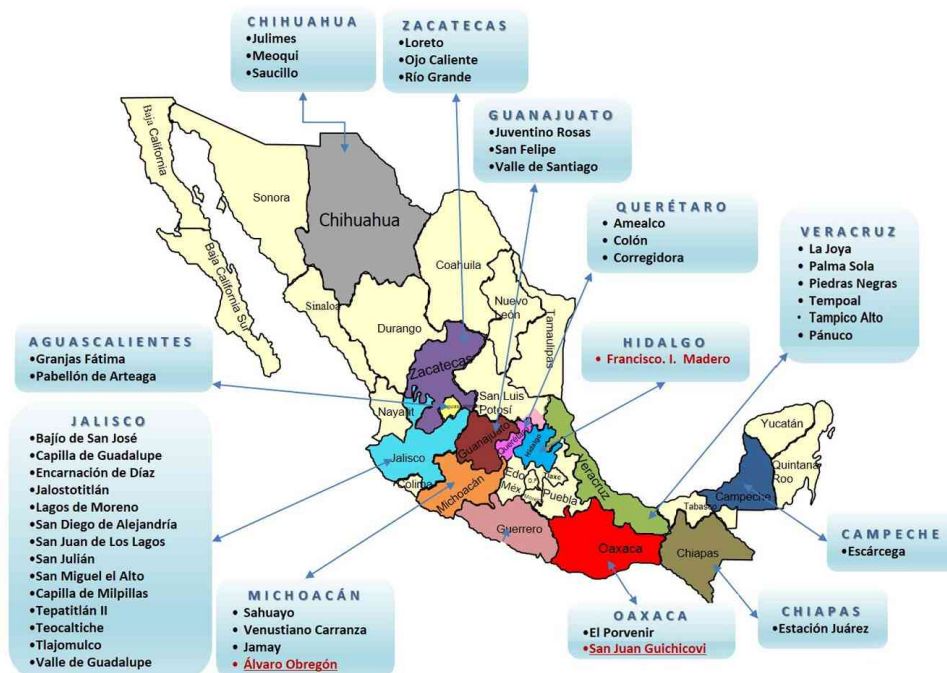 CHIHUAHUA
•Julimes
•Meoqui
•Saucillo
ZACATECAS
•Loreto
•Ojo Caliente
•Río Grande
GUANAJUATO
•Juventino Rosas
•San Felipe
•Valle de Santiago
QUERÉTARO
• Amealco
• Colón
• Corregidora
VERACRUZ
• La Joya
• Palma Sola
• Piedras Negras
• Tempoal
• Tampico Alto
• Pánuco
HIDALGO
• Francisco. I. Madero
AGUASCALIENTES
•Granjas Fátima
•Pabellón de Arteaga
JALISCO
•Bajío de San José
•Capilla de Guadalupe
•Encarnación de Díaz
•Jalostotitlán
•Lagos de Moreno
•San Diego de Alejandría
•San Juan de Los Lagos
•San Julián
•San Miguel el Alto
•Capilla de Milpillas
•Tepatitlán II
•Teocaltiche
•Tlajomulco
•Valle de Guadalupe
MICHOACÁN
• Sahuayo
• Venustiano Carranza
• Jamay
• Álvaro Obregón
OAXACA
•El Porvenir
•San Juan Guichicovi
CHIAPAS
•Estación Juárez
CAMPECHE
•Escárcega
Baja California
Baja California Sur
Sonora
Chihuahua
Coahuila
Nuevo León
Tamaulipas
Sinaloa
Durango
Zacatecas
San Luis Potosí
Nayarit
Jalisco
Guanajuato
Querétaro
Hidalgo
Colima
Michoacán
Edo Méx
Puebla
Veracruz
Guerrero
Oaxaca
Tabasco
Chiapas
Campeche
Yucatán
Quintana Roo